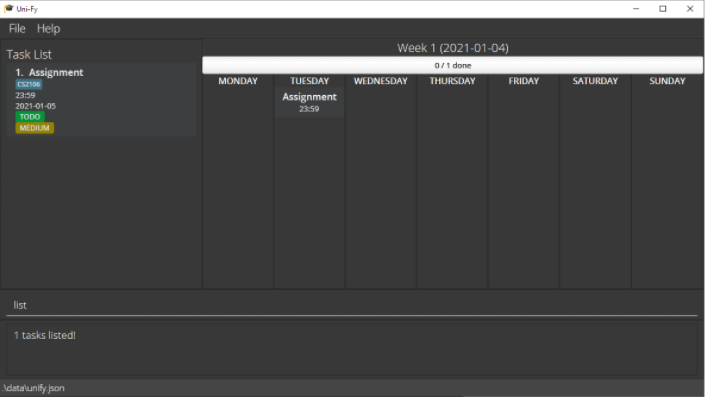 Uni-Fy
File Help
Task List
1. Assignment
CS2106
23:59
2021-01-05
TODO
MEDIUM
Week 1 (2021-01-04)
0 / 1 done
MONDAY TUESDAY WEDNESDAY THURSDAY FRIDAY SATURDAY SUNDAY
Assignment
23:59
list
1 tasks listed!
.\data\unify.json